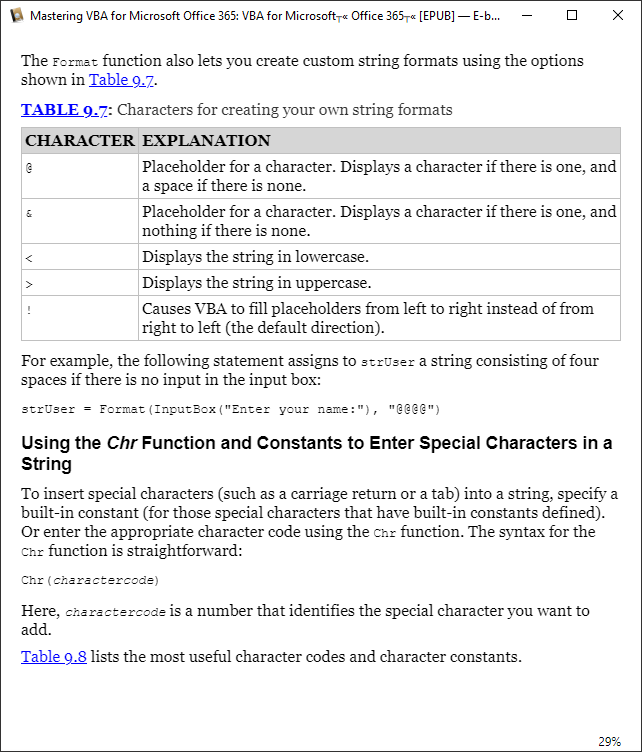 Mastering VBA for Microsoft Office 365: VBA for Microsoft┬« Office 365┬« [EPUB] — E-b...
The Format function also lets you create custom string formats using the options
shown in Table 9.7.
TABLE 9.7: Characters for creating your own string formats
CHARACTER EXPLANATION
@ Placeholder for a character. Displays a character if there is one, and
a space if there is none.
& Placeholder for a character. Displays a character if there is one, and
nothing if there is none.
< Displays the string in lowercase.
> Displays the string in uppercase.
! Causes VBA to fill placeholders from left to right instead of from
right to left (the default direction).
For example, the following statement assigns to strUser a string consisting of four
spaces if there is no input in the input box:
strUser = Format(InputBox("Enter your name:"), "@@@@")
Using the Chr Function and Constants to Enter Special Characters in a
String
To insert special characters (such as a carriage return or a tab) into a string, specify a
built-in constant (for those special characters that have built-in constants defined).
Or enter the appropriate character code using the Chr function. The syntax for the
Chr function is straightforward:
Chr(charactercode)
Here, charactercode is a number that identifies the special character you want to
add.
Table 9.8 lists the most useful character codes and character constants.
29%